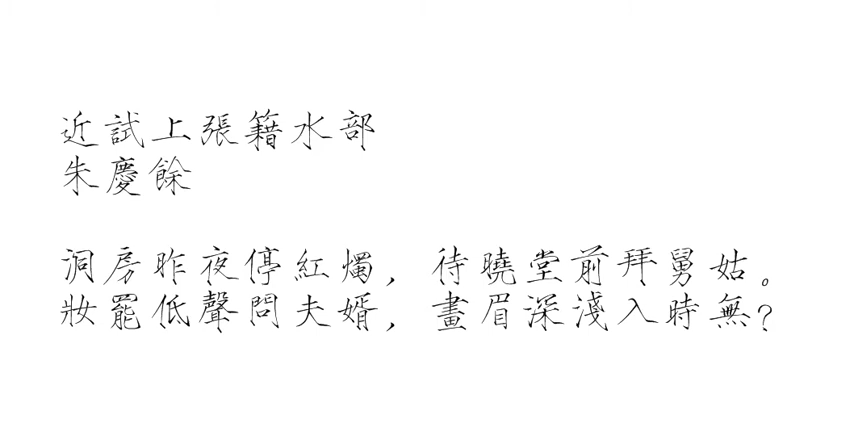 近試上張籍水部
朱慶餘
洞房昨夜停紅燭，待曉堂前拜舅姑。
妝罷低聲問夫婿，畫眉深淺入時無？